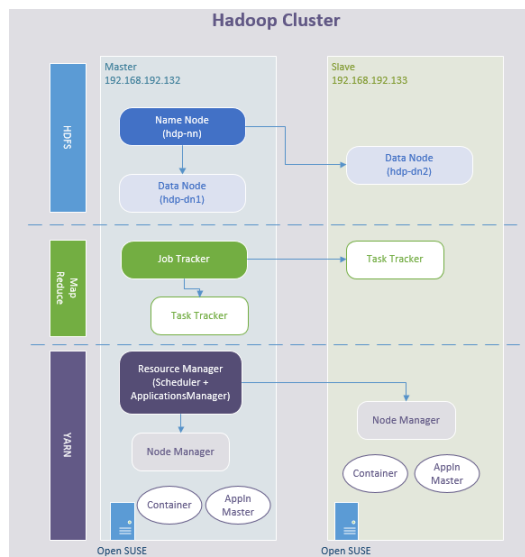 Hadoop Cluster
Master
192.168.192.132
Slave
192.168.192.133
HDFS
Name Node
(hdp-nn)
Data Node
(hdp-dn1)
Data Node
(hdp-dn2)
Map
Reduce
Job Tracker
Task Tracker
Task Tracker
YARN
Resource Manager
(Scheduler +
ApplicationsManager)
Node Manager
Node Manager
Container
AppIn
Master
Container
AppIn
Master
Open SUSE
Open SUSE